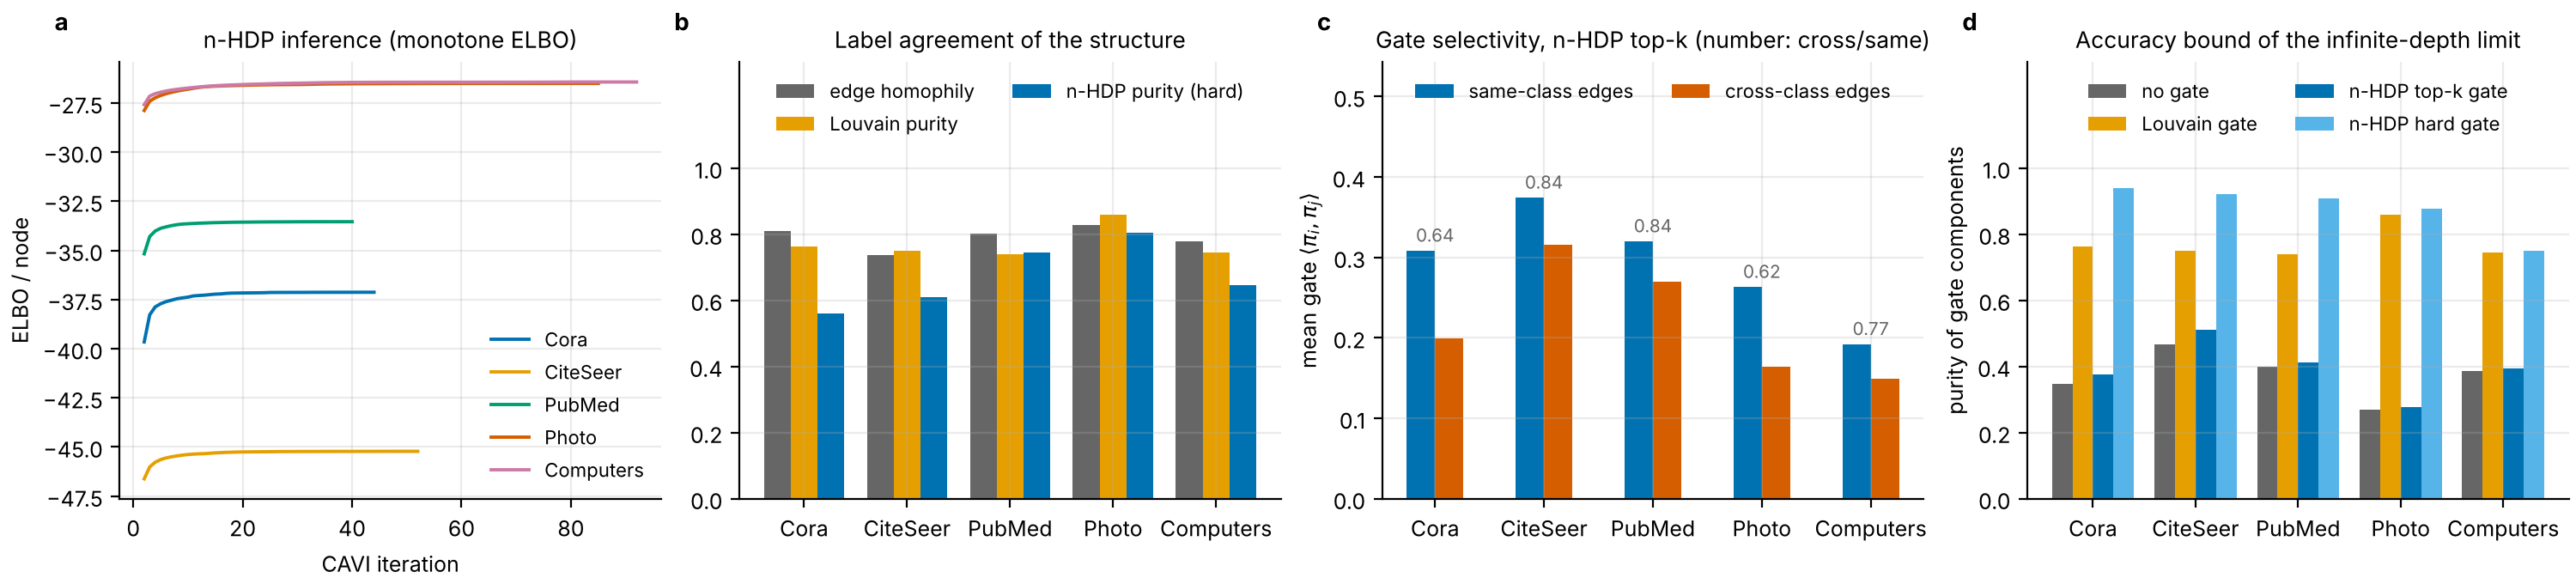 a
n-HDP inference (monotone ELBO)
ELBO / node
−27.5
−30.0
−32.5
−35.0
−37.5
−40.0
−42.5
−45.0
−47.5
0 20 40 60 80
CAVI iteration
Cora
CiteSeer
PubMed
Photo
Computers
b
Label agreement of the structure
edge homophily
Louvain purity
n-HDP purity (hard)
1.0
0.8
0.6
0.4
0.2
0.0
Cora CiteSeer PubMed Photo Computers
c
Gate selectivity, n-HDP top-k (number: cross/same)
same-class edges
cross-class edges
mean gate ⟨πi, πj⟩
0.5
0.4
0.3
0.2
0.1
0.0
0.64
0.84
0.84
0.62
0.77
Cora CiteSeer PubMed Photo Computers
d
Accuracy bound of the infinite-depth limit
no gate
Louvain gate
n-HDP top-k gate
n-HDP hard gate
purity of gate components
1.0
0.8
0.6
0.4
0.2
0.0
Cora CiteSeer PubMed Photo Computers